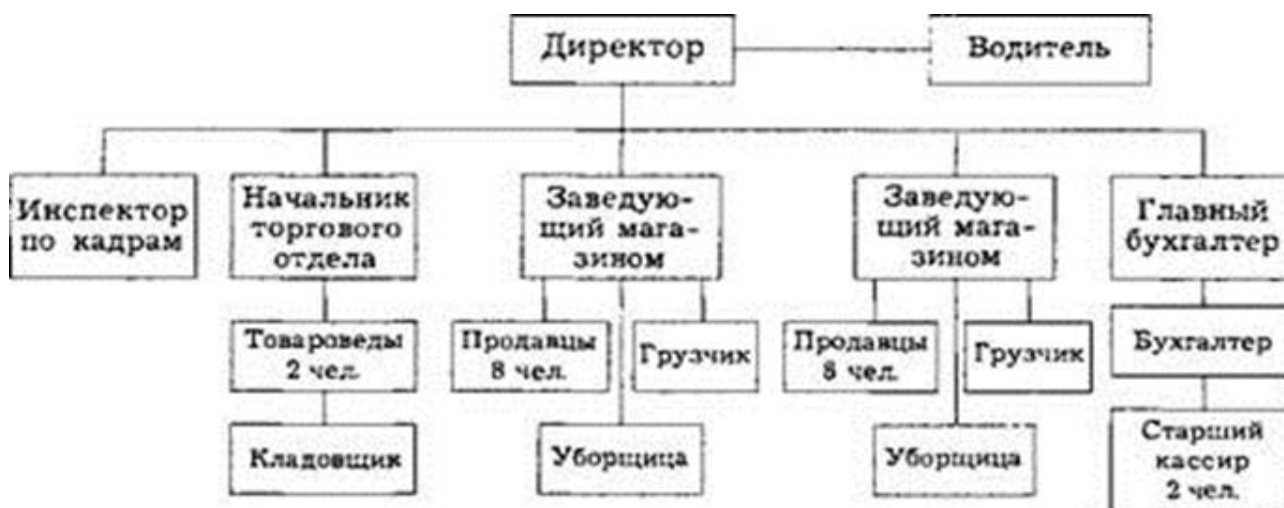 Директор
Водитель
Инспектор
по кадрам
Начальник
торгового
отдела
Заведую-
щий мага-
зином
Заведую-
щий мага-
зином
Главный
бухгалтер
Товароведы
2 чел.
Продавцы
8 чел.
Грузчик
Продавцы
8 чел.
Грузчик
Бухгалтер
Кладовщик
Уборщица
Уборщица
Старший
кассир
2 чел.